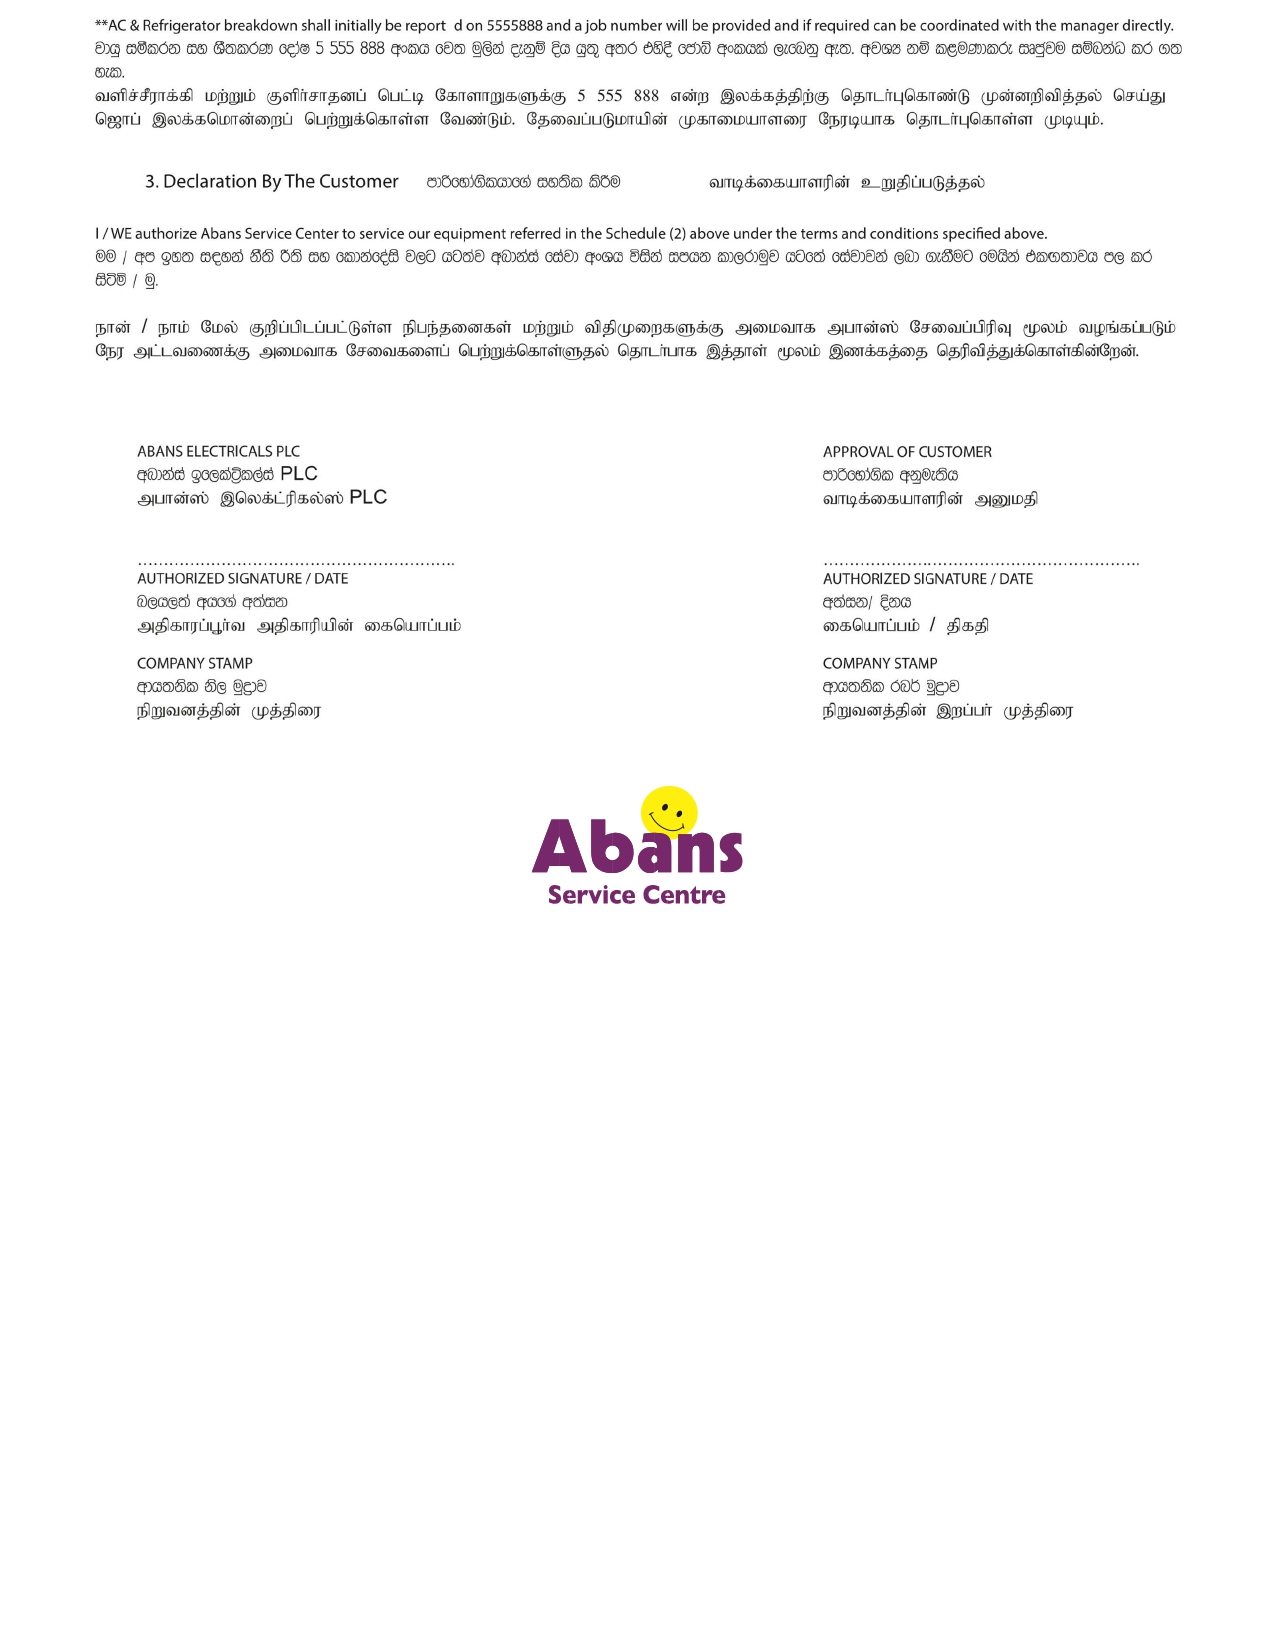 **AC & Refrigerator breakdown shall initially be report d on 5555888 and a job number will be provided and if required can be coordinated with the manager directly.
වායු සමීකරන සහ ශීතකරණ දෝෂ 5 555 888 අංකය වෙත මුලින් දැනුම් දිය යුතු අතර එහිදී ජොබ් අංකයක් ලැබෙනු ඇත. අවශ්‍ය නම් කළමණාකරු සෘජුවම සම්බන්ධ කර ගත
හැක.
வளிச்சீராக்கி மற்றும் குளிர்சாதனப் பெட்டி கோளாறுகளுக்கு 5 555 888 என்ற இலக்கத்திற்கு தொடர்புகொண்டு முன்னறிவித்தல் செய்து
ஜொப் இலக்கமொன்றைப் பெற்றுக்கொள்ள வேண்டும். தேவைப்படுமாயின் முகாமையாளரை நேரடியாக தொடர்புகொள்ள முடியும்.
3. Declaration By The Customer පාරිභෝගිකයාගේ සහතික කිරීම வாடிக்கையாளரின் உறுதிப்படுத்தல்
I / WE authorize Abans Service Center to service our equipment referred in the Schedule (2) above under the terms and conditions specified above.
මම / අප ඉහත සඳහන් නීති රීති සහ කොන්දේසි වලට යටත්ව අබාන්ස් සේවා අංශය විසින් සපයන කාලරාමුව යටතේ සේවාවන් ලබා ගැනීමට මෙයින් එකඟතාවය පල කර
සිටිමි / මු.
நான் / நாம் மேல் குறிப்பிடப்பட்டுள்ள நிபந்தனைகள் மற்றும் விதிமுறைகளுக்கு அமைவாக அபான்ஸ் சேவைப்பிரிவு மூலம் வழங்கப்படும்
நேர அட்டவணைக்கு அமைவாக சேவைகளைப் பெற்றுக்கொள்ளுதல் தொடர்பாக இத்தாள் மூலம் இணக்கத்தை தெரிவித்துக்கொள்கின்றேன்.
ABANS ELECTRICALS PLC
අබාන්ස් ඉලෙක්ට්‍රිකල්ස් PLC
அபான்ஸ் இலெக்ட்ரிகல்ஸ் PLC
…………………………………………………….
AUTHORIZED SIGNATURE / DATE
බලයලත් අයගේ අත්සන
அதிகாரப்பூர்வ அதிகாரியின் கையொப்பம்
COMPANY STAMP
ආයතනික නිල මුද්‍රාව
நிறுவனத்தின் முத்திரை
APPROVAL OF CUSTOMER
පාරිභෝගික අනුමැතිය
வாடிக்கையாளரின் அனுமதி
…………………………………………………….
AUTHORIZED SIGNATURE / DATE
අත්සන/ දිනය
கையொப்பம் / திகதி
COMPANY STAMP
ආයතනික රබර් මුද්‍රාව
நிறுவனத்தின் இறப்பர் முத்திரை
Abans
Service Centre